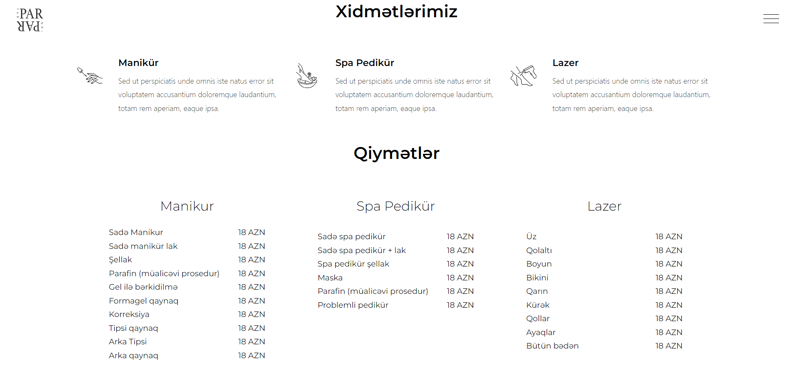 PAR
PAR
Xidmətlərimiz
Manikür
Sed ut perspiciatis unde omnis iste natus error sit
voluptatem accusantium doloremque laudantium,
totam rem aperiam, eaque ipsa.
Spa Pedikür
Sed ut perspiciatis unde omnis iste natus error sit
voluptatem accusantium doloremque laudantium,
totam rem aperiam, eaque ipsa.
Lazer
Sed ut perspiciatis unde omnis iste natus error sit
voluptatem accusantium doloremque laudantium,
totam rem aperiam, eaque ipsa.
Qiymətlər
Manikur
Sadə Manikur 18 AZN
Sadə manikür lak 18 AZN
Şellak 18 AZN
Parafin (müalicəvi prosedur) 18 AZN
Gel ilə bərkidilmə 18 AZN
Formagel qaynaq 18 AZN
Korreksiya 18 AZN
Tipsi qaynaq 18 AZN
Arka Tipsi 18 AZN
Arka qaynaq 18 AZN
Spa Pedikür
Sadə spa pedikür 18 AZN
Sadə spa pedikür + lak 18 AZN
Spa pedikür şellak 18 AZN
Maska 18 AZN
Parafin (müalicəvi prosedur) 18 AZN
Problemli pedikür 18 AZN
Lazer
Üz 18 AZN
Qolaltı 18 AZN
Boyun 18 AZN
Bikini 18 AZN
Qarın 18 AZN
Kürək 18 AZN
Qollar 18 AZN
Ayaqlar 18 AZN
Bütün bədən 18 AZN